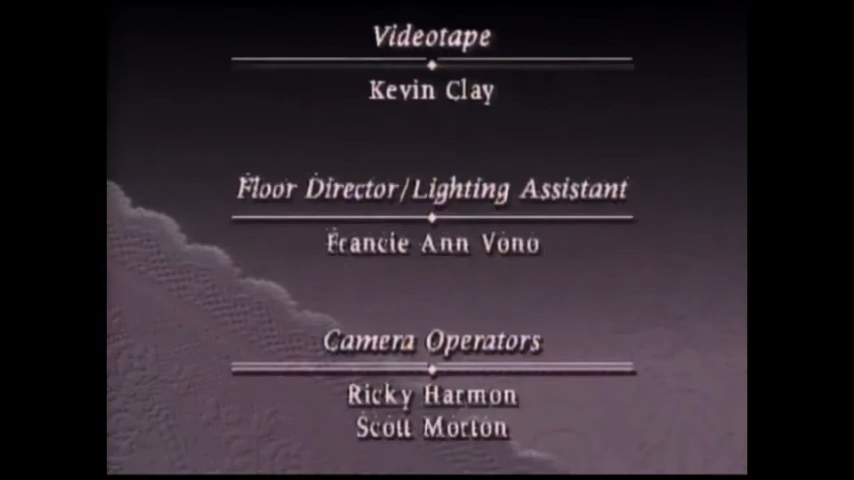 Videotape
Kevin Clay
Floor Director/Lighting Assistant
Francie Ann Vono
Camera Operators
Ricky Harmon
Scott Morton